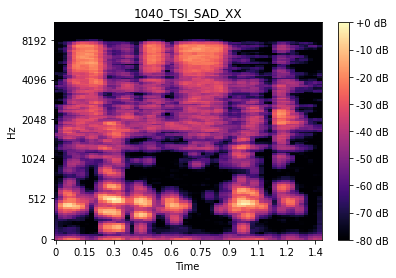 1040_TSI_SAD_XX
Hz
8192
4096
2048
1024
512
0
0 0.15 0.3 0.45 0.6 0.75 0.9 1.1 1.2 1.4
Time
+0 dB
-10 dB
-20 dB
-30 dB
-40 dB
-50 dB
-60 dB
-70 dB
-80 dB